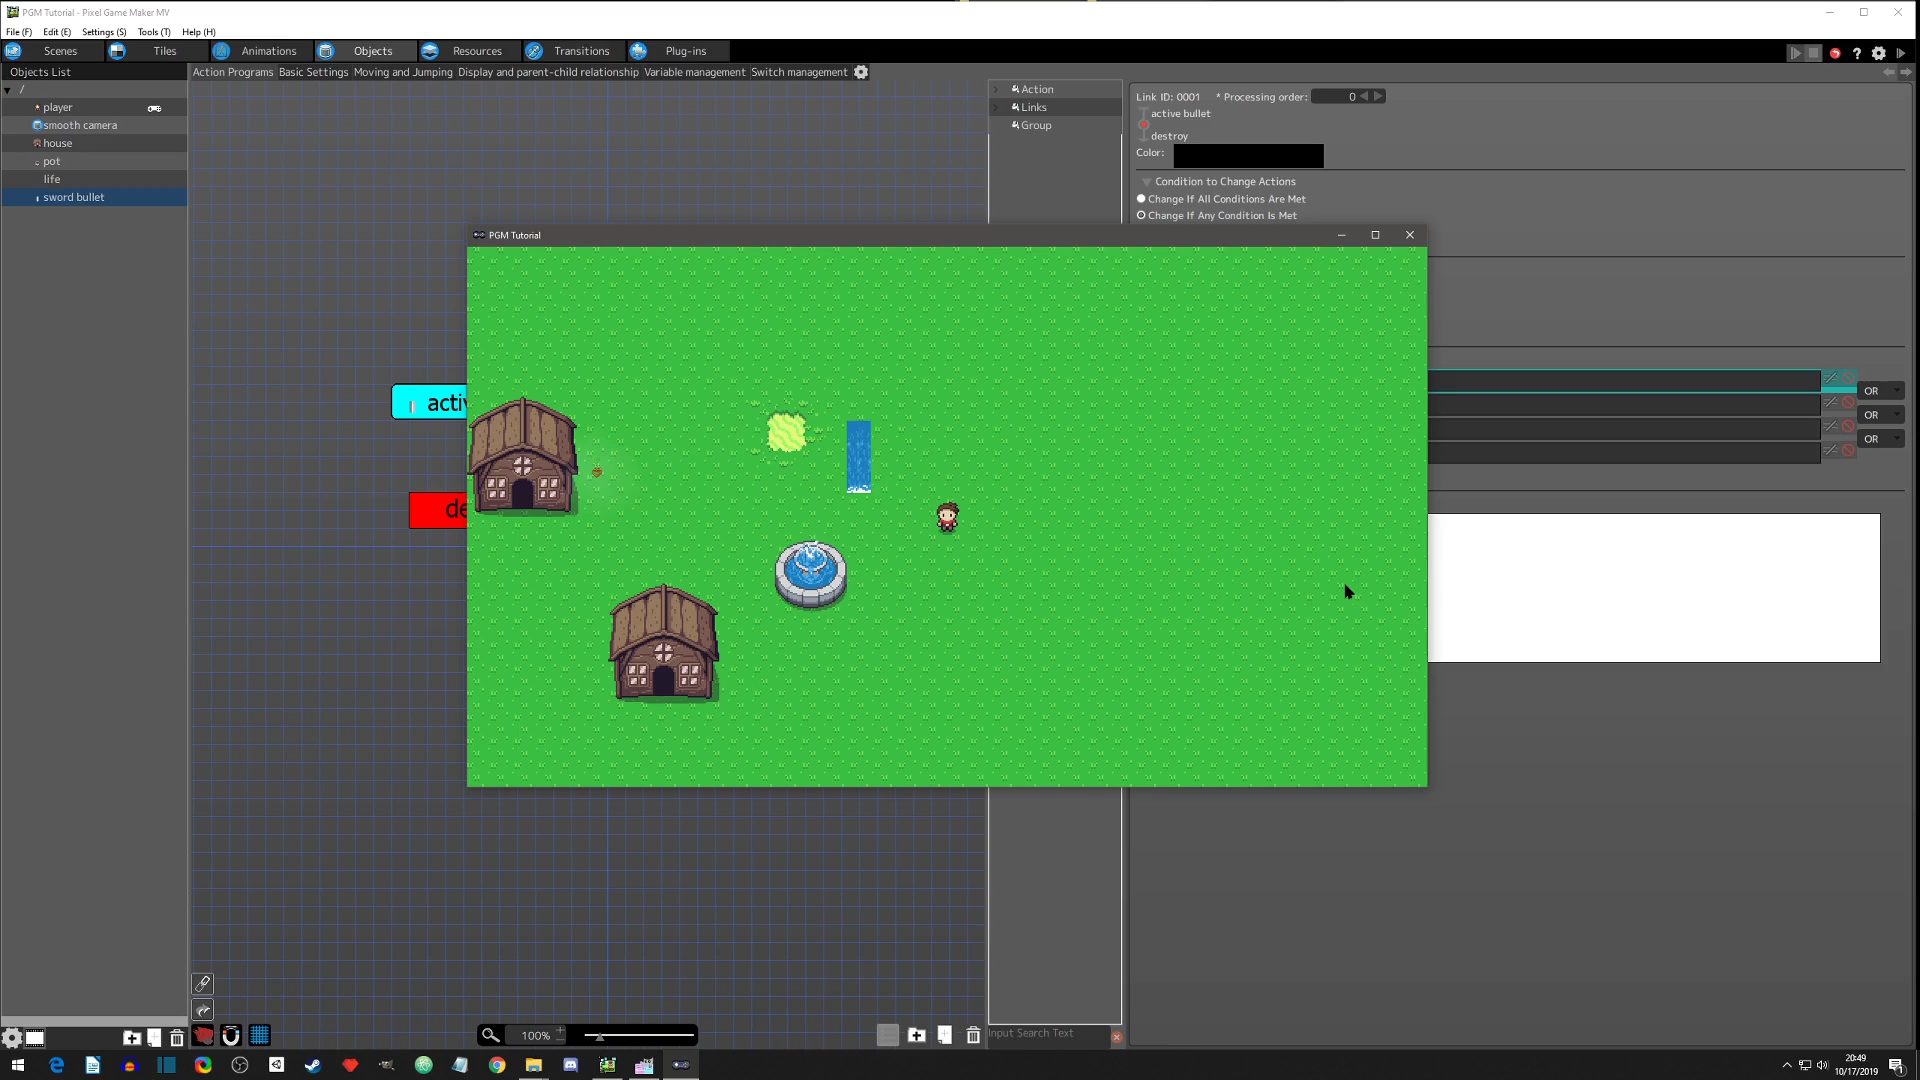 PGM Tutorial - Pixel Game Maker MV
File (F) Edit (E) Settings (S) Tools (T) Help (H)
Scenes Tiles Animations Objects Resources Transitions Plug-ins
Objects List
Action Programs Basic Settings Moving and Jumping Display and parent-child relationship Variable management Switch management
/
player
smooth camera
house
pot
life
sword bullet
Action
Links
Group
Link ID: 0001 * Processing order: 0
active bullet
destroy
Color:
Condition to Change Actions
Change If All Conditions Are Met
Change If Any Condition Is Met
PGM Tutorial
activ
de
OR
OR
OR
100%
Input Search Text
20:49
10/17/2019